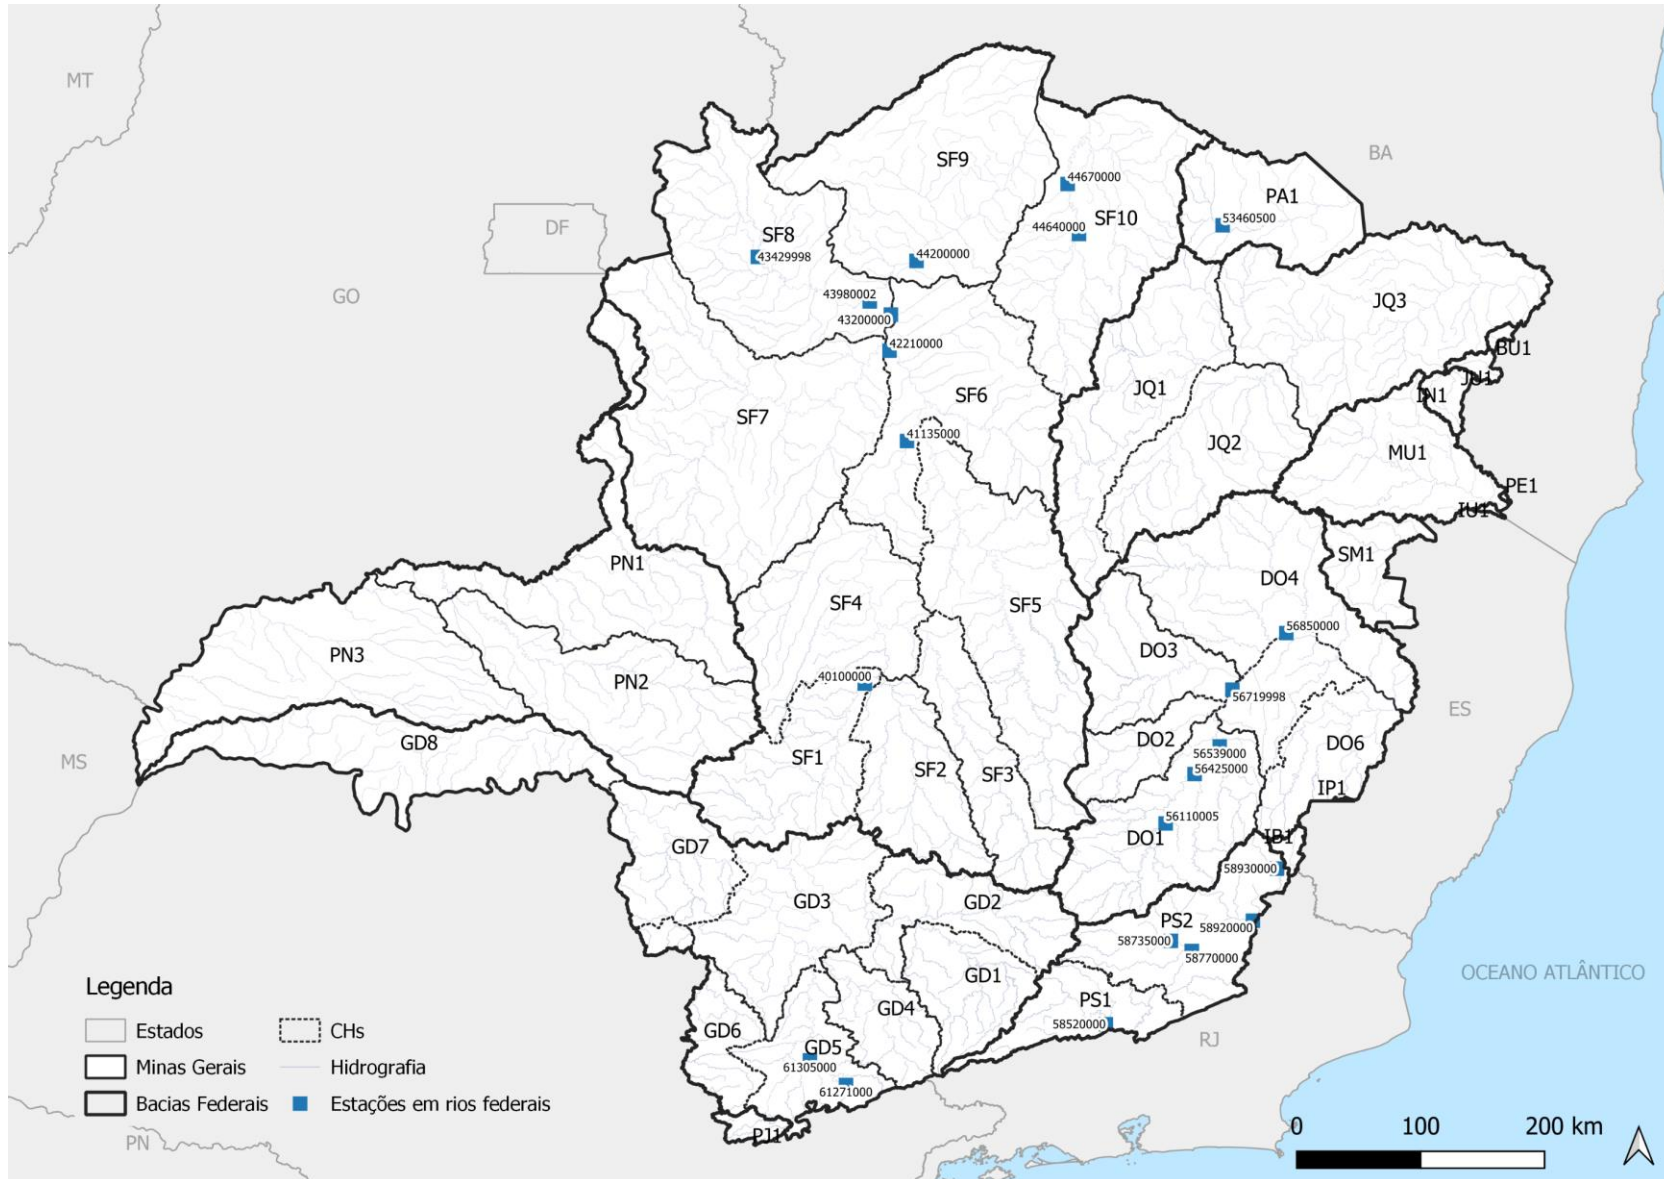 MT
BA
SF9
44670000
PA1
53460500
SF10
DF
SF8
44640000
43429998
44200000
GO
43980002
43200000
JQ3
42210000
BU1
JU1
IN1
JQ1
SF6
SF7
41135000
JQ2
MU1
PE1
IU1
SM1
PN1
DO4
SF4
SF5
56850000
PN3
DO3
PN2
40100000
56719998
ES
GD8
DO2
DO6
MS
SF1
56539000
SF2
SF3
56425000
IP1
56110005
DO1
IB1
GD7
58930000
GD3
GD2
PS2
58920000
58735000
58770000
GD1
OCEANO ATLÂNTICO
Legenda
PS1
GD4
58520000
Estados
CHs
GD6
GD5
RJ
Minas Gerais
Hidrografia
61305000
61271000
Bacias Federais
Estações em rios federais
PJ1
PN
0 100 200 km